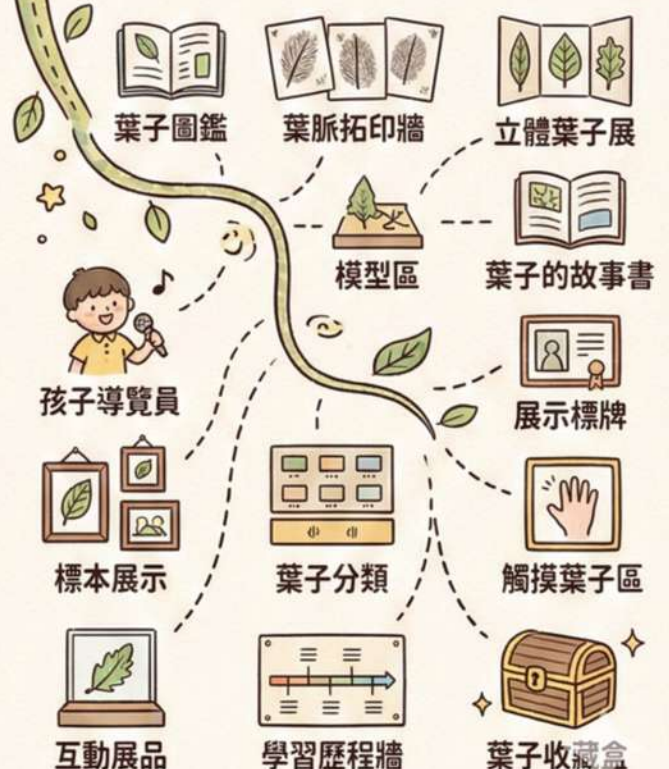 葉子圖鑑
葉脈拓印牆
立體葉子展
模型區
葉子的故事書
孩子導覽員
展示標牌
標本展示
葉子分類
觸摸葉子區
互動展品
學習歷程牆
葉子收藏盒